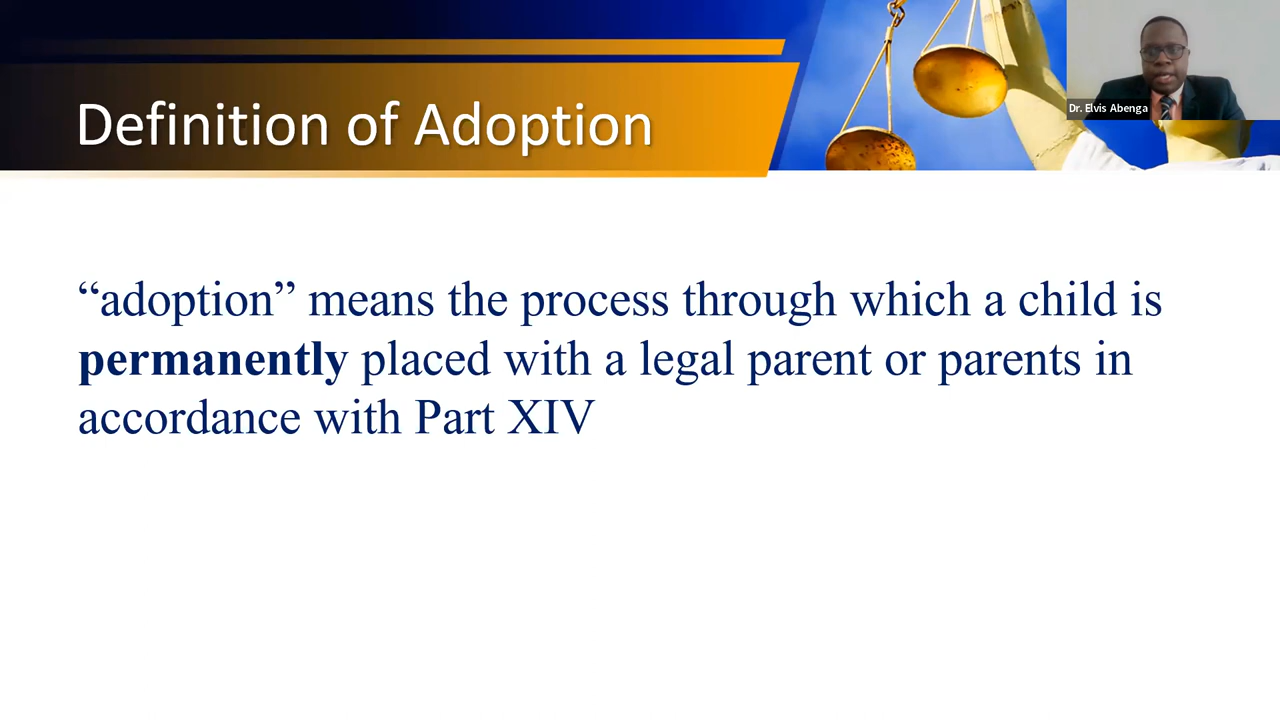 Dr. Elvis Abenga
Definition of Adoption
“adoption” means the process through which a child is
permanently placed with a legal parent or parents in
accordance with Part XIV